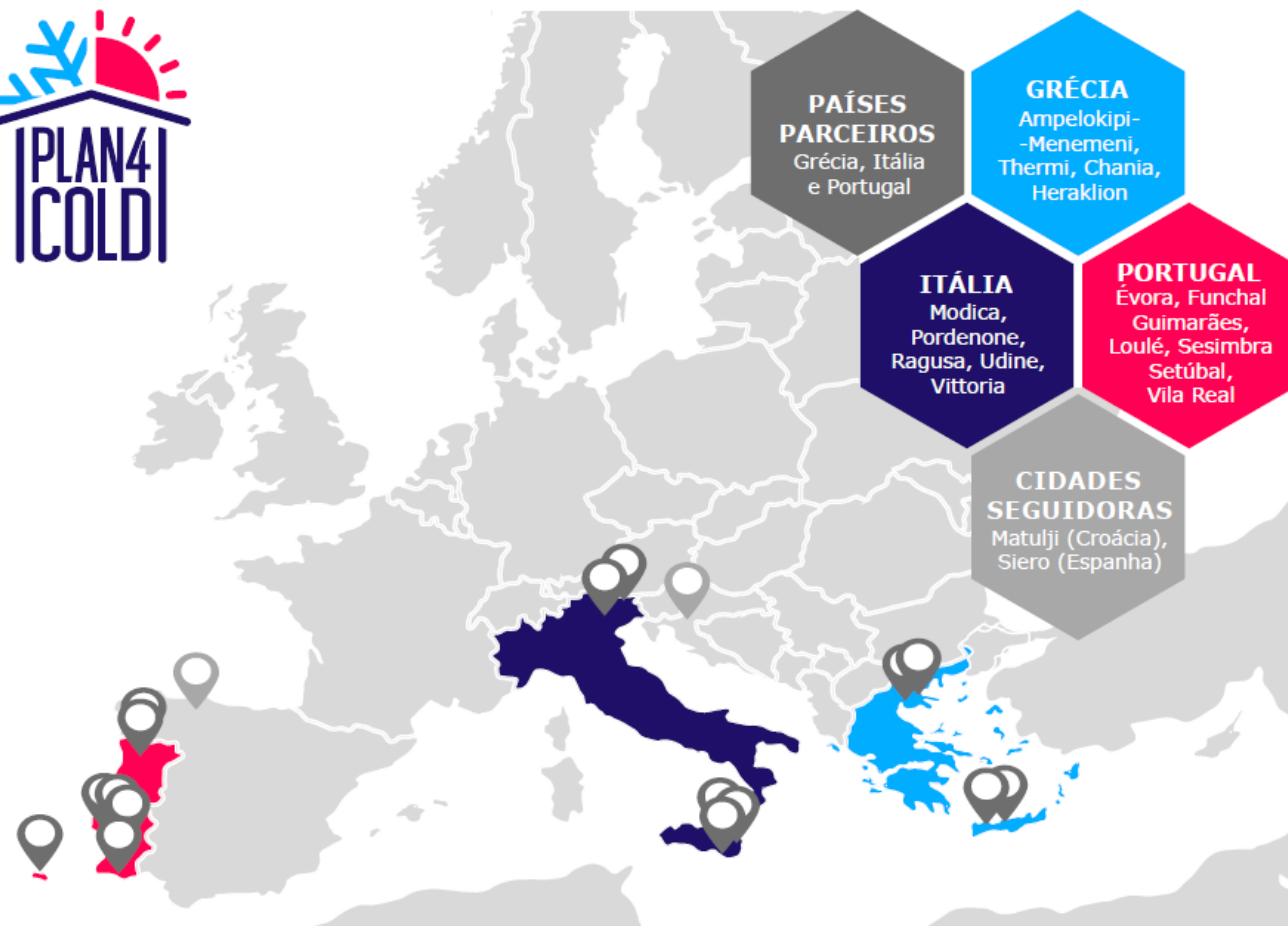 PLAN4
COLD
PAÍSES
PARCEIROS
Grécia, Itália
e Portugal
GRÉCIA
Ampelokipi-
-Menemeni,
Thermi, Chania,
Heraklion
ITÁLIA
Modica,
Pordenone,
Ragusa, Udine,
Vittoria
PORTUGAL
Évora, Funchal
Guimarães,
Loulé, Sesimbra
Setúbal,
Vila Real
CIDADES
SEGUIDORAS
Matulji (Croácia),
Siero (Espanha)